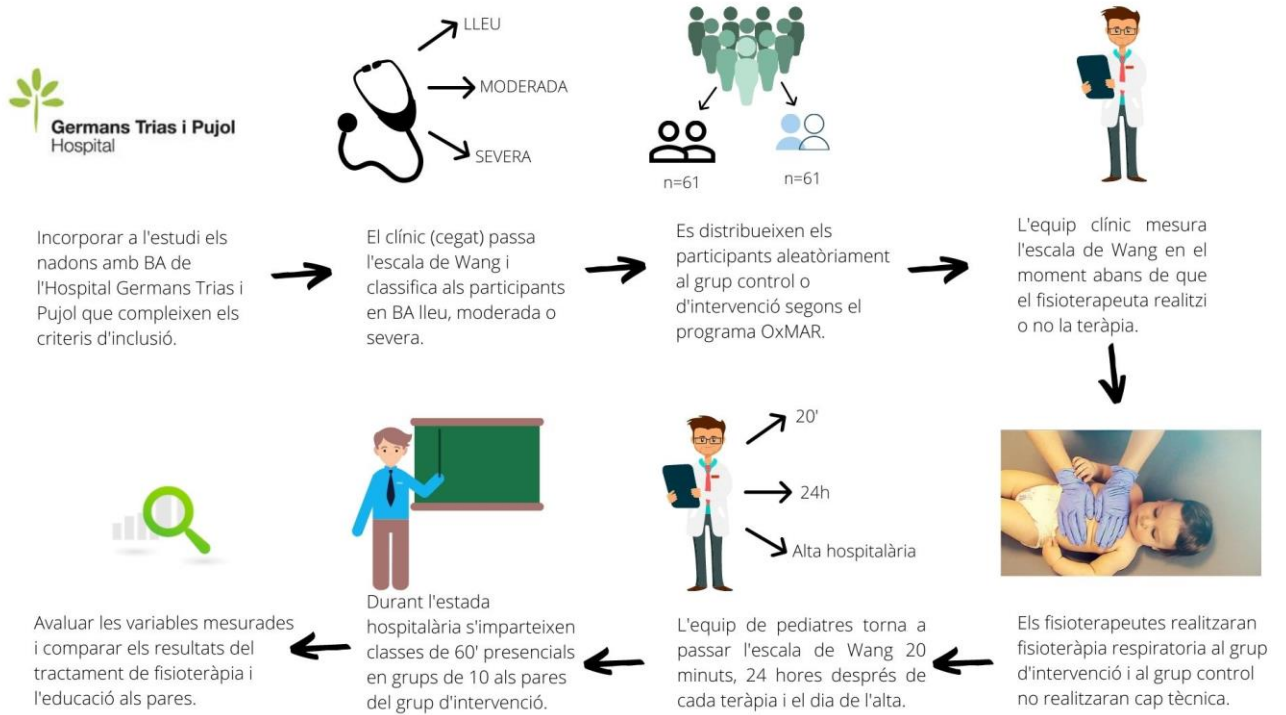 Germans Trias i Pujol
Hospital
Incorporar a l'estudi els
nadons amb BA de
l'Hospital Germans Trias i
Pujol que compleixen els
criteris d'inclusió.
LLEU
MODERADA
SEVERA
El clínic (cegat) passa
l'escala de Wang i
classifica als participants
en BA lleu, moderada o
severa.
n=61
n=61
Es distribueixen els
participants aleatòriament
al grup control o
d'intervenció segons el
programa OxMAR.
L'equip clínic mesura
l'escala de Wang en el
moment abans de que
el fisioterapeuta realitzi
o no la teràpia.
Els fisioterapeutes realitzaran
fisioteràpia respiratoria al grup
d'intervenció i al grup control
no realitzaran cap tècnica.
20'
24h
Alta hospitalària
L'equip de pediatres torna a
passar l'escala de Wang 20
minuts, 24 hores després de
cada teràpia i el dia de l'alta.
Durant l'estada
hospitalària s'imparteixen
classes de 60' presencials
en grups de 10 als pares
del grup d'intervenció.
Avaluar les variables mesurades
i comparar els resultats del
tractament de fisioteràpia i
l'educació als pares.